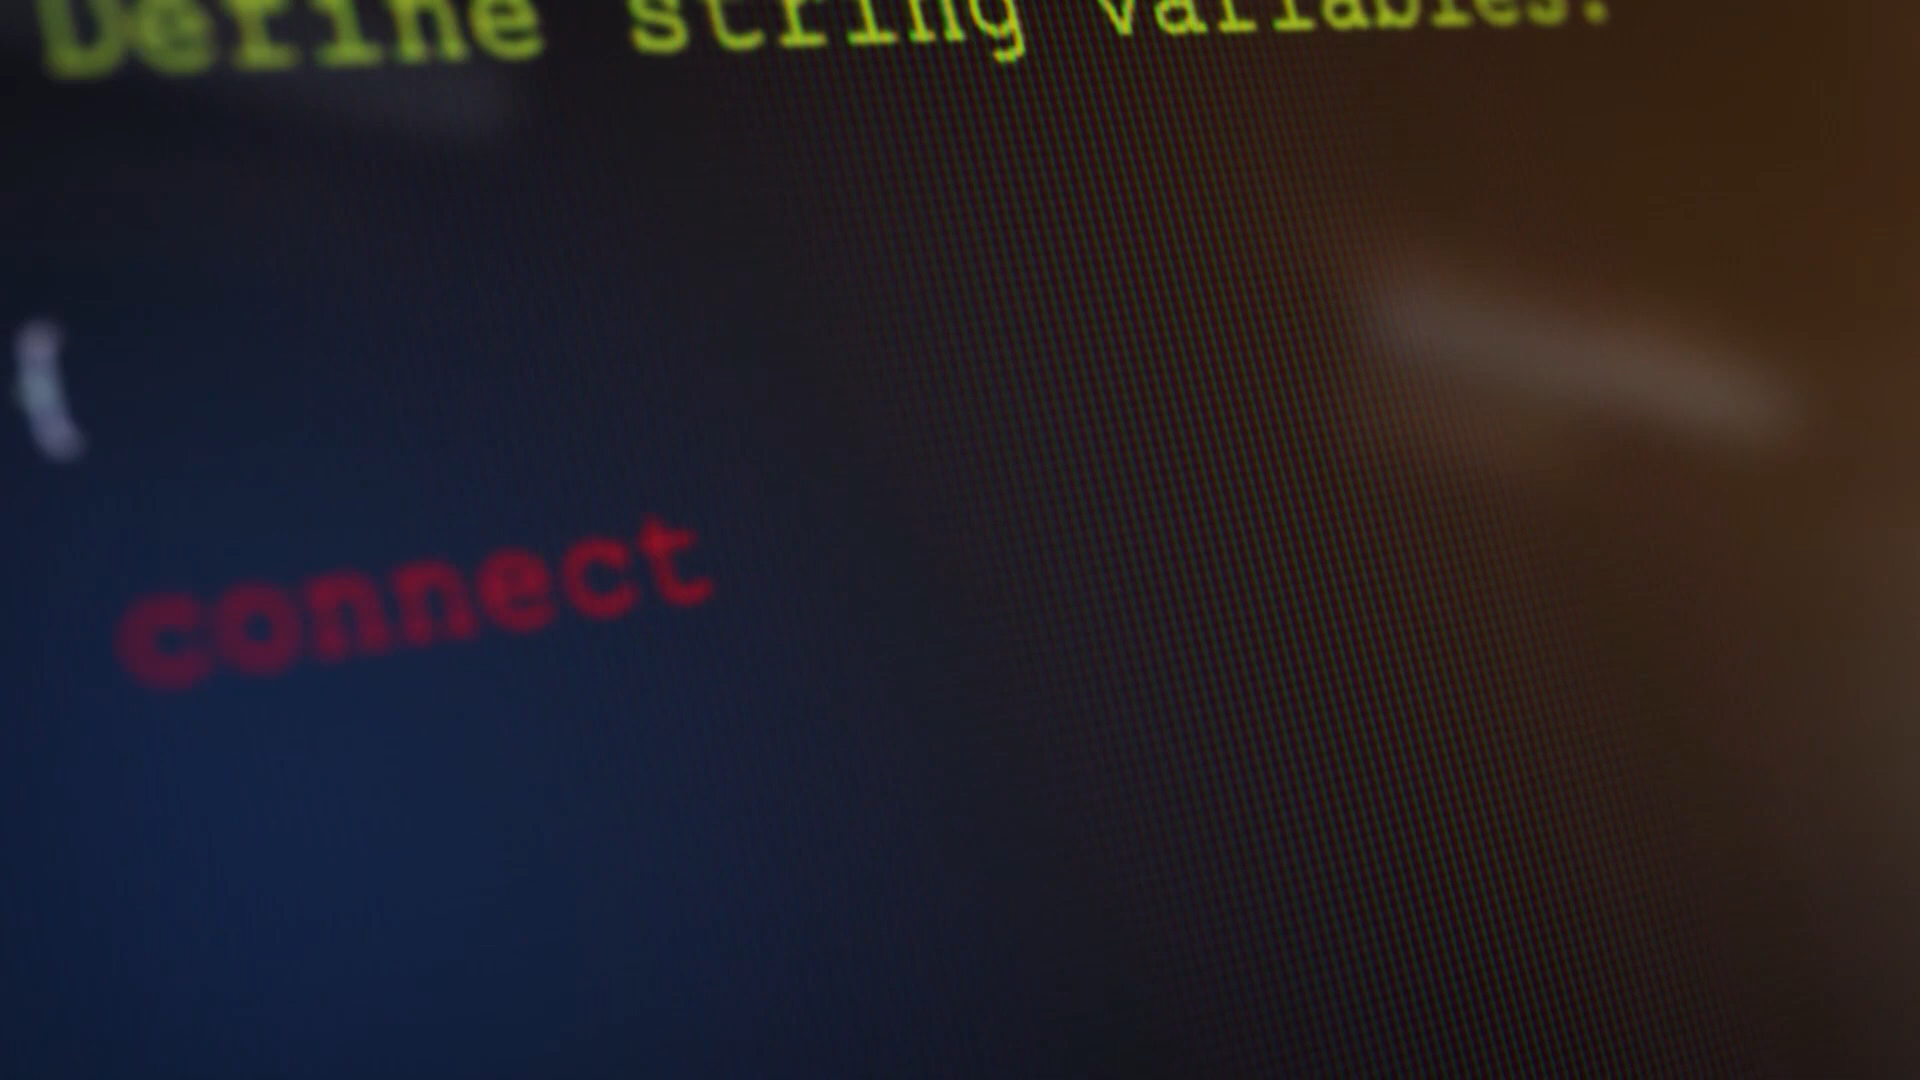 Define string variables.
(
connect